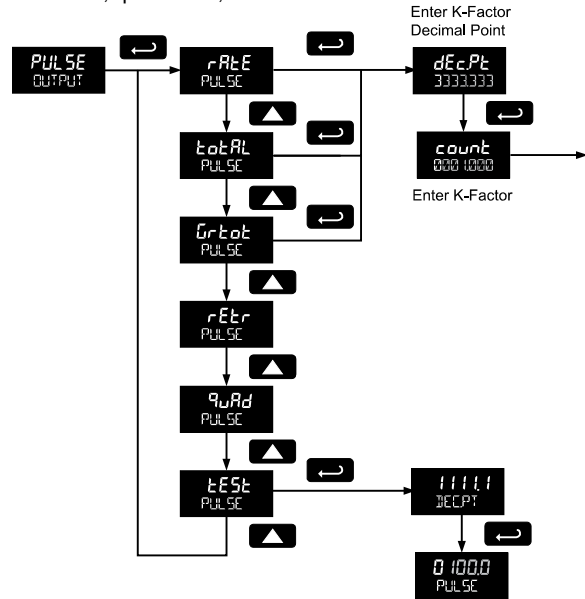 Enter K-Factor
Decimal Point
PULSE
OUTPUT
rAtE
PULSE
dEc.Pt
3333.333
totAL
PULSE
count
0001.000
Enter K-Factor
Grtot
PULSE
rEtr
PULSE
quAd
PULSE
tESt
PULSE
1111.1
DEC.PT
0100.0
PULSE